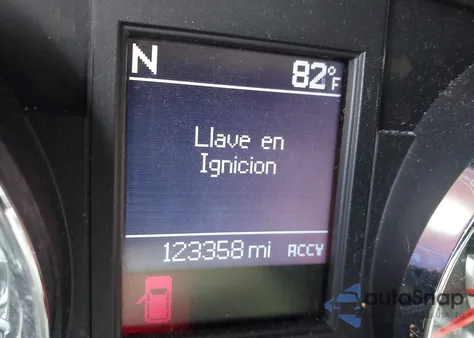 N 82°F
Llave en
Ignicion
123358 mi ACCY
autoSnap